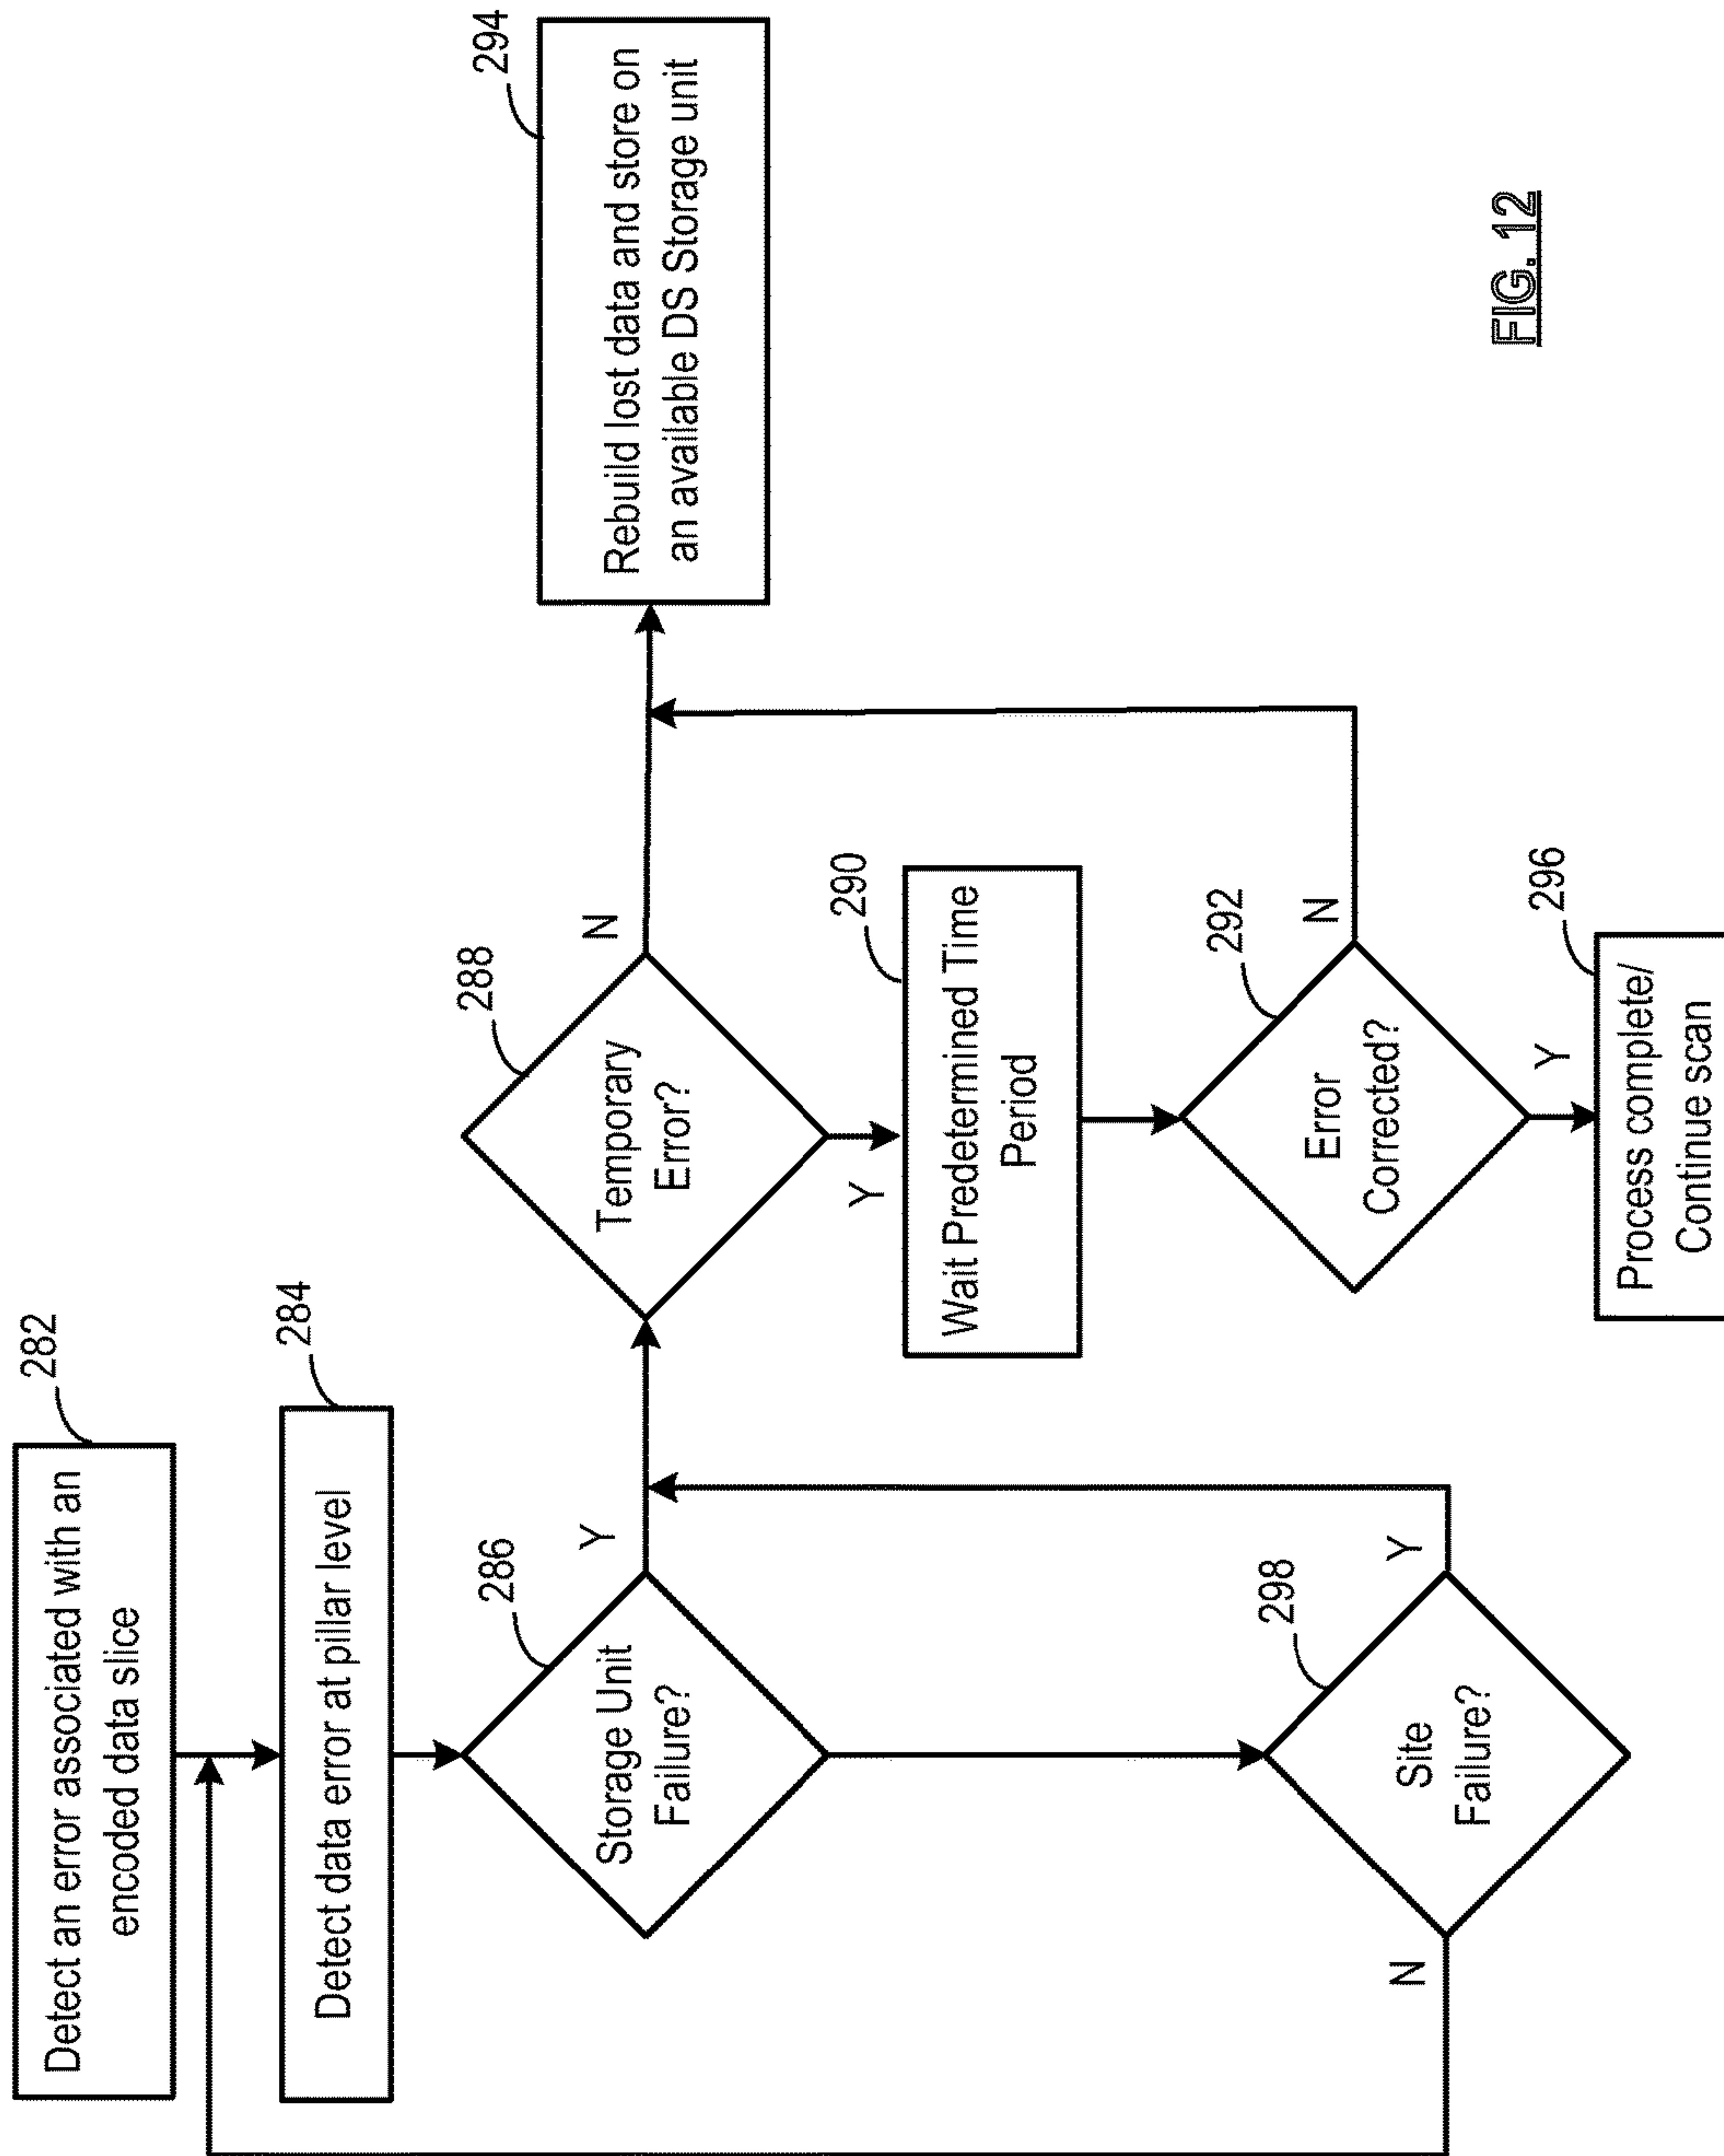 282
Detect an error associated with an
encoded data slice
284
Detect data error at pillar level
286
Storage Unit
Failure?
Y
288
Temporary
Error?
N
Y
294
Rebuild lost data and store on
an available DS Storage unit
290
Wait Predetermined Time
Period
292
Error
Corrected?
N
Y
298
Site
Failure?
Y
N
296
Process complete/
Continue scan
FIG. 12